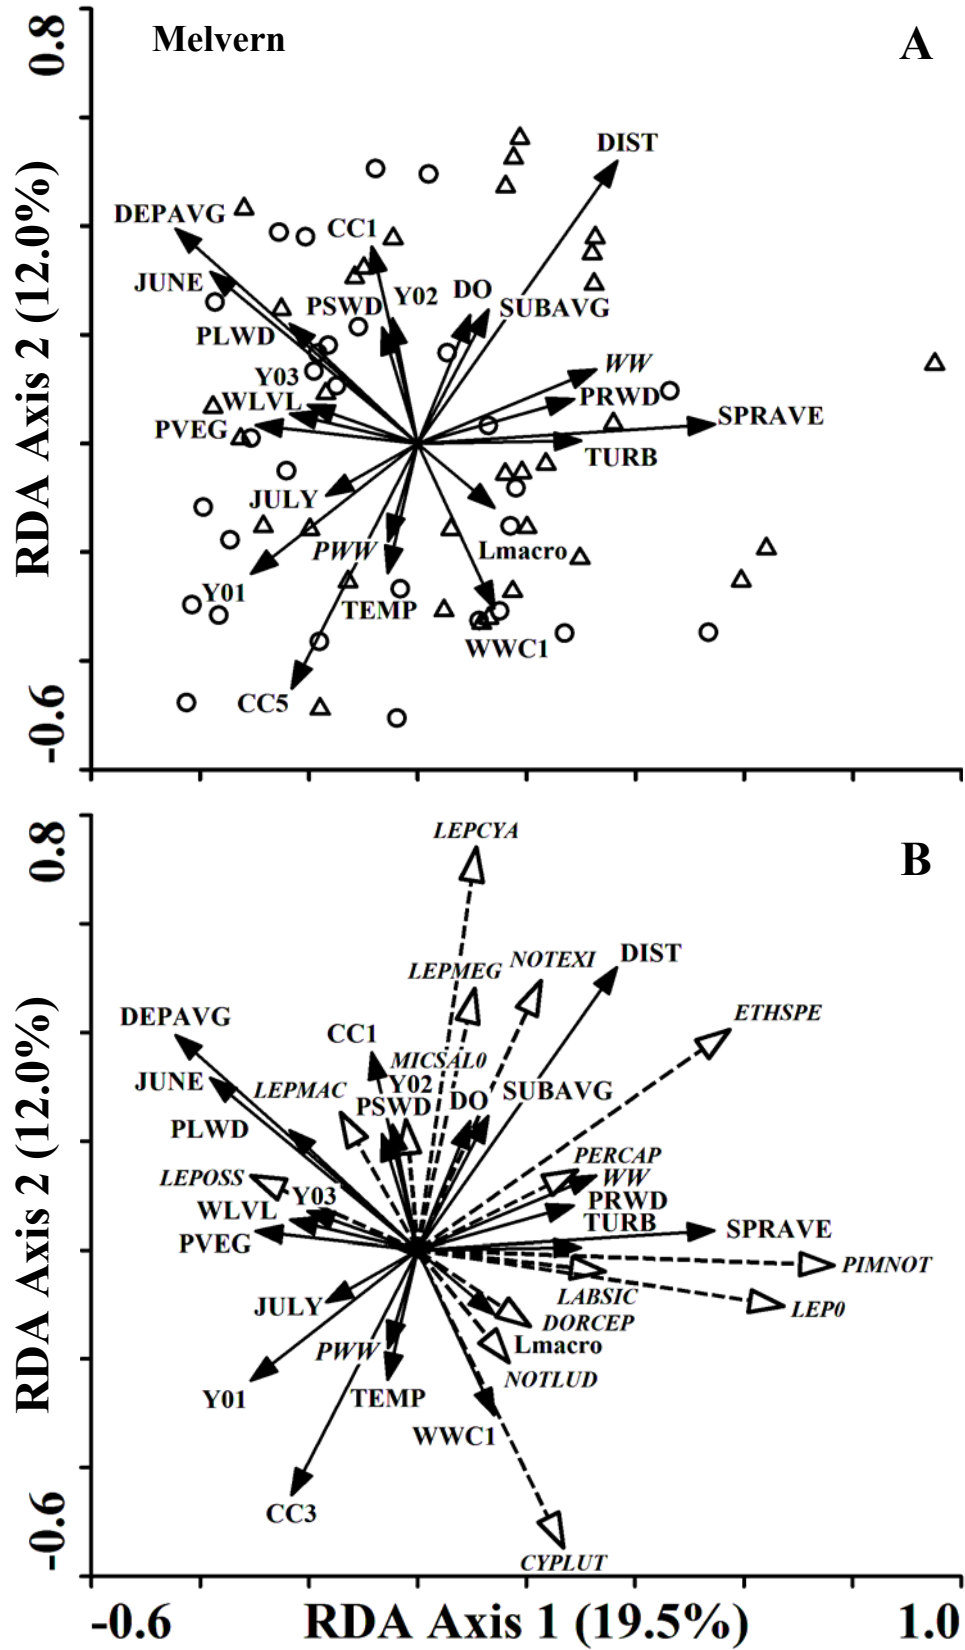 0.8
Melvern
A
DIST
DEPAVG
CC1
JUNE
PSWD
Y02
DO
SUBAVG
PLWD
WW
Y03
WLVL
PRWD
SPRAVE
PVEG
TURB
JULY
PWW
Lmacro
Y01
TEMP
WWC1
CC5
RDA Axis 2 (12.0%)
-0.6
0.8
LEPCYA
B
LEPMEG
NOTEXI
DIST
DEPAVG
CC1
ETHSPE
JUNE
LEPMAC
MICSAL0
Y02
PSWD
DO
SUBAVG
PLWD
LEPOSS
PERCAP
WW
Y03
WLVL
PRWD
TURB
SPRAVE
PVEG
PIMNOT
LABSIC
LEP0
JULY
DORCEP
PWW
Lmacro
Y01
TEMP
NOTLUD
WWC1
CC3
CYPLUT
RDA Axis 2 (12.0%)
-0.6
-0.6
RDA Axis 1 (19.5%)
1.0